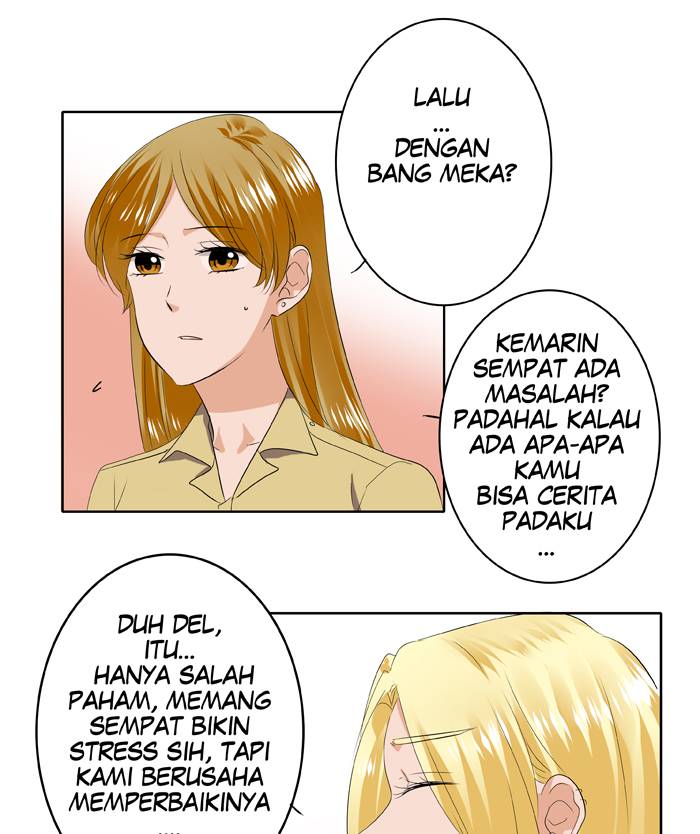 LALU
...
DENGAN
BANG MEKA?
KEMARIN
SEMPAT ADA
MASALAH?
PADAHAL KALAU
ADA APA-APA
KAMU
BISA CERITA
PADAKU
...
DUH DEL,
ITU...
HANYA SALAH
PAHAM, MEMANG
SEMPAT BIKIN
STRESS SIH, TAPI
KAMI BERUSAHA
MEMPERBAIKINYA
....